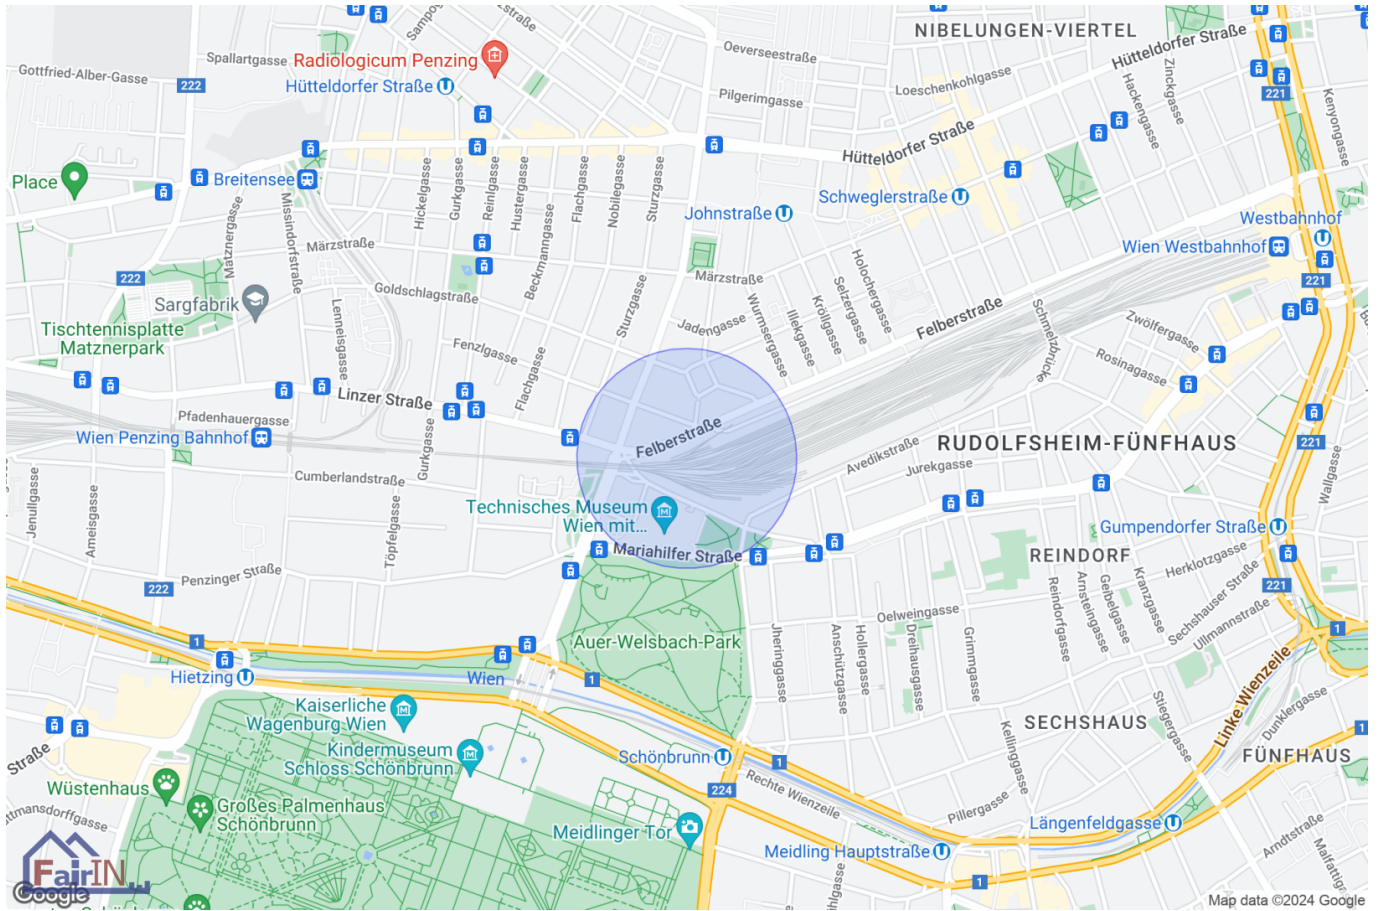 NIBELUNGEN-VIERTEL
Hütteldorfer Straße
Oeverseestraße
Spallartgasse
Radiologicum Penzing
Gottfried-Alber-Gasse
222
Hütteldorfer Straße
Pilgerimgasse
Loeschenkohlgasse
Hackengasse
Zinckgasse
221
Kenyongasse
Hütteldorfer Straße
Place
Breitensee
Matznergasse
Missindorfstraße
Hickelgasse
Gurkgasse
Reinlgasse
Hustergasse
Beckmanngasse
Flachgasse
Nobilegasse
Sturzgasse
Johnstraße
Schweglerstraße
Westbahnhof
Wien Westbahnhof
Märzstraße
222
Märzstraße
221
Goldschlagstraße
Sargfabrik
Tischtennisplatte
Matznerpark
Lenneisgasse
Fenzlgasse
Flachgasse
Sturzgasse
Jadengasse
Wurmsergasse
Illekgasse
Kröllgasse
Selzergasse
Holochergasse
Felberstraße
Schmelzbrücke
Zwölfergasse
Rosinagasse
Linzer Straße
Pfadenhauergasse
Wien Penzing Bahnhof
Felberstraße
Avedikstraße
RUDOLFSHEIM-FÜNFHAUS
221
Jurekgasse
Wallgasse
Gurkgasse
Cumberlandstraße
Jenullgasse
Ameisgasse
Töpfelgasse
Technisches Museum
Wien mit...
Mariahilfer Straße
Gumpendorfer Straße
REINDORF
Herklotzgasse
221
Penzinger Straße
222
Oelweingasse
Reindorfgasse
Arnsteingasse
Geibelgasse
Kranzgasse
Sechshauser Straße
Ullmannstraße
1
1
Auer-Welsbach-Park
Jheringgasse
Anschützgasse
Hollergasse
Dreihausgasse
Grimmgasse
Hietzing
Wien
1
Kaiserliche
Wagenburg Wien
Linke Wienzeile
Stiegergasse
Dunklergasse
SECHSHAUS
1
Straße
Kindermuseum
Schloss Schönbrunn
Schönbrunn
1
Kellinggasse
FÜNFHAUS
Wüstenhaus
224
Rechte Wienzeile
Großes Palmenhaus
Schönbrunn
Pillergasse
Meidlinger Tor
Längenfeldgasse
Arndtstraße
Malfattigasse
Meidling Hauptstraße
1
FairIN
Google
Map data ©2024 Google